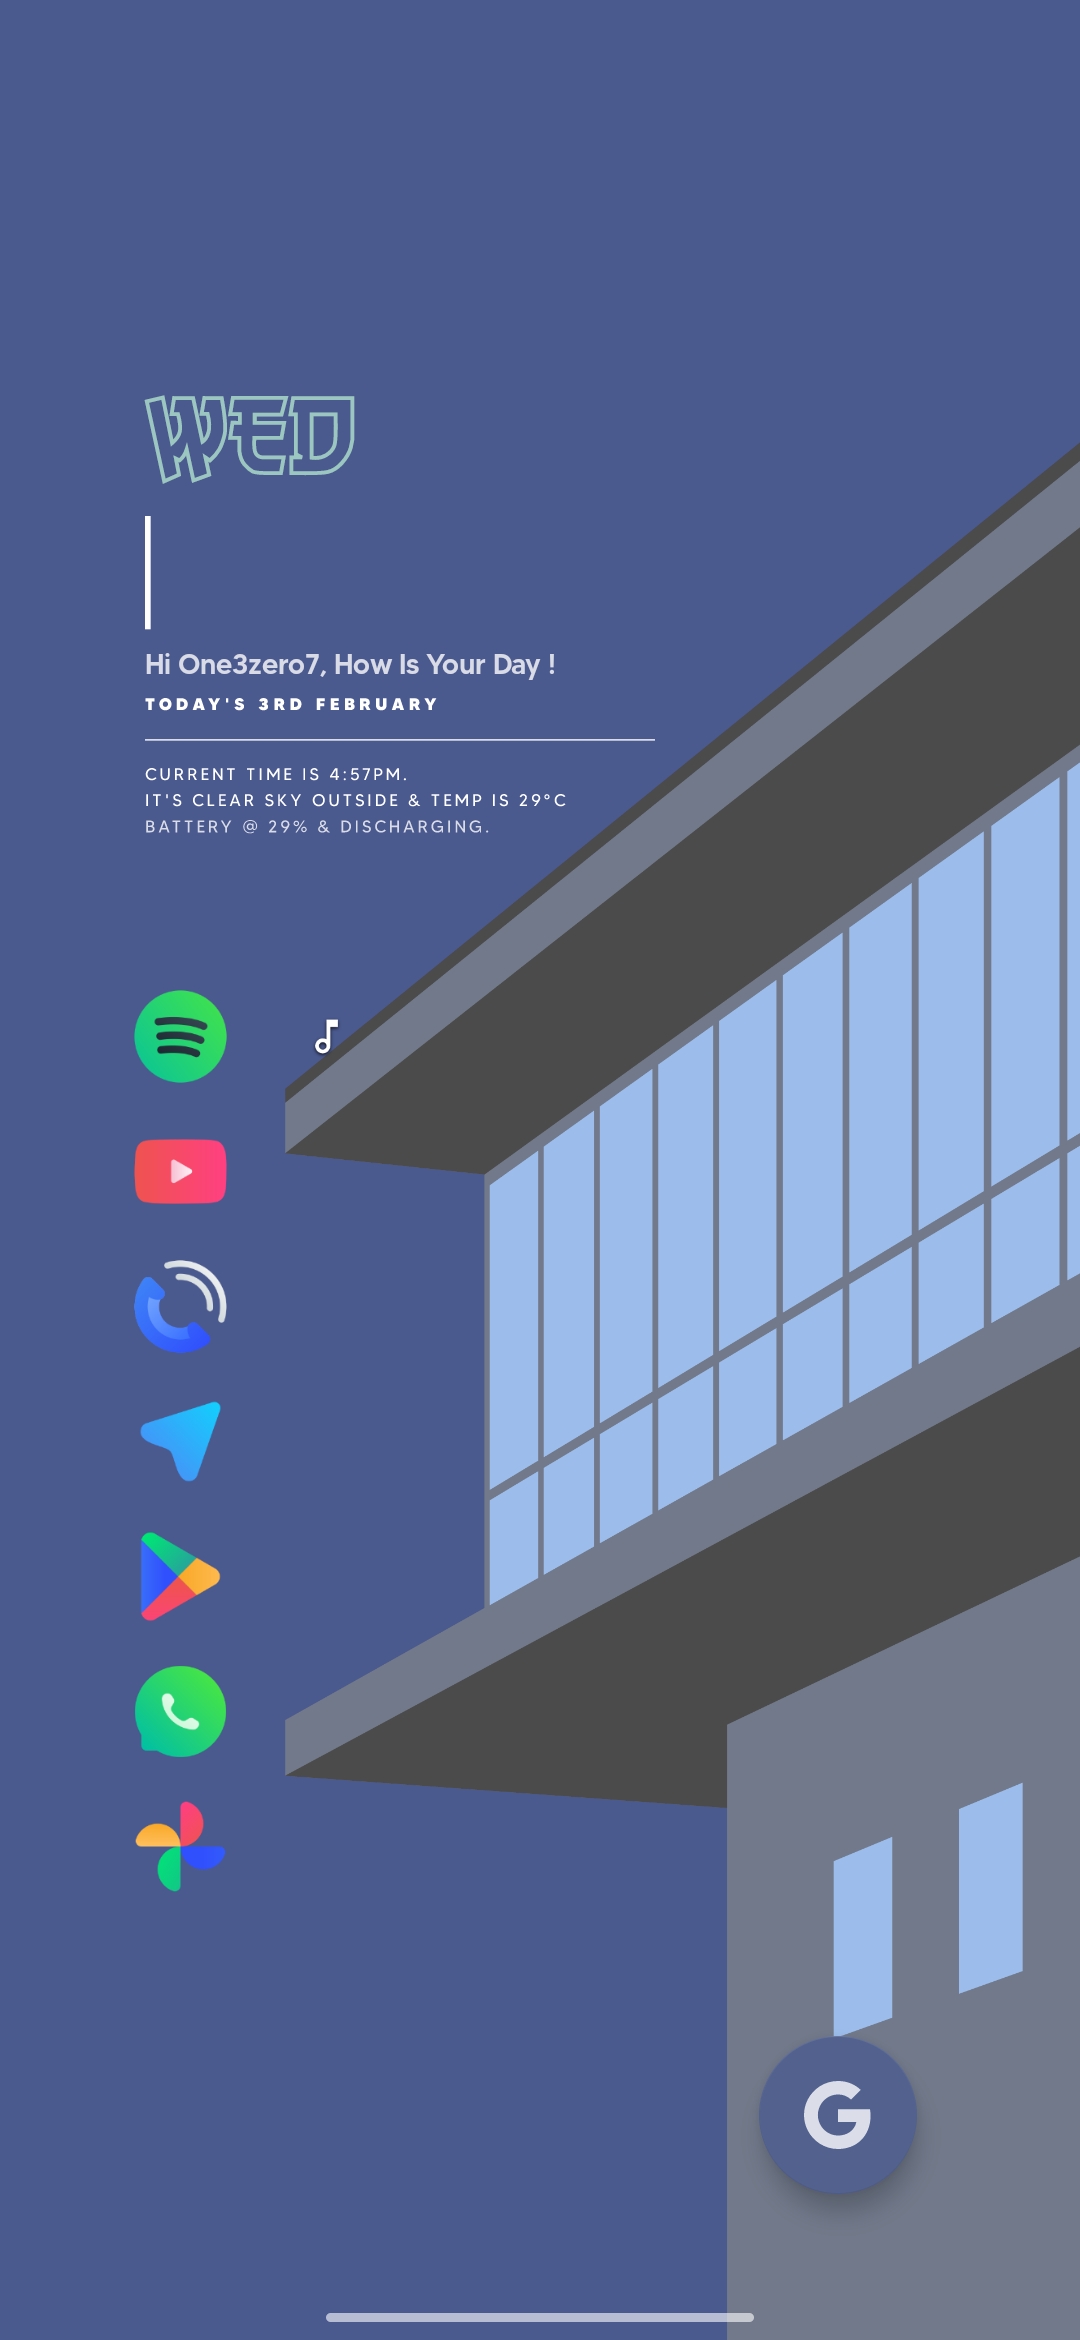 WED
Hi One3zero7, How Is Your Day !
TODAY'S 3RD FEBRUARY
CURRENT TIME IS 4:57PM.
IT'S CLEAR SKY OUTSIDE & TEMP IS 29°C
BATTERY @ 29% & DISCHARGING.
G